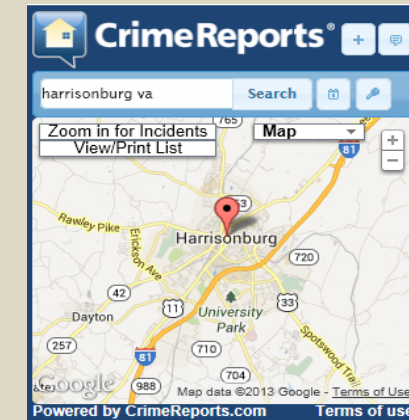 CrimeReports®
harrisonburg va Search
Zoom in for Incidents Map
View/Print List
765
81
Rawley Pike
Erickson Ave
Harrisonburg
720
42
Dayton
11
33
University
Park
Spotswood Trail
257
710
81
704
988
Google Map data ©2013 Google - Terms of Use
Powered by CrimeReports.com Terms of use